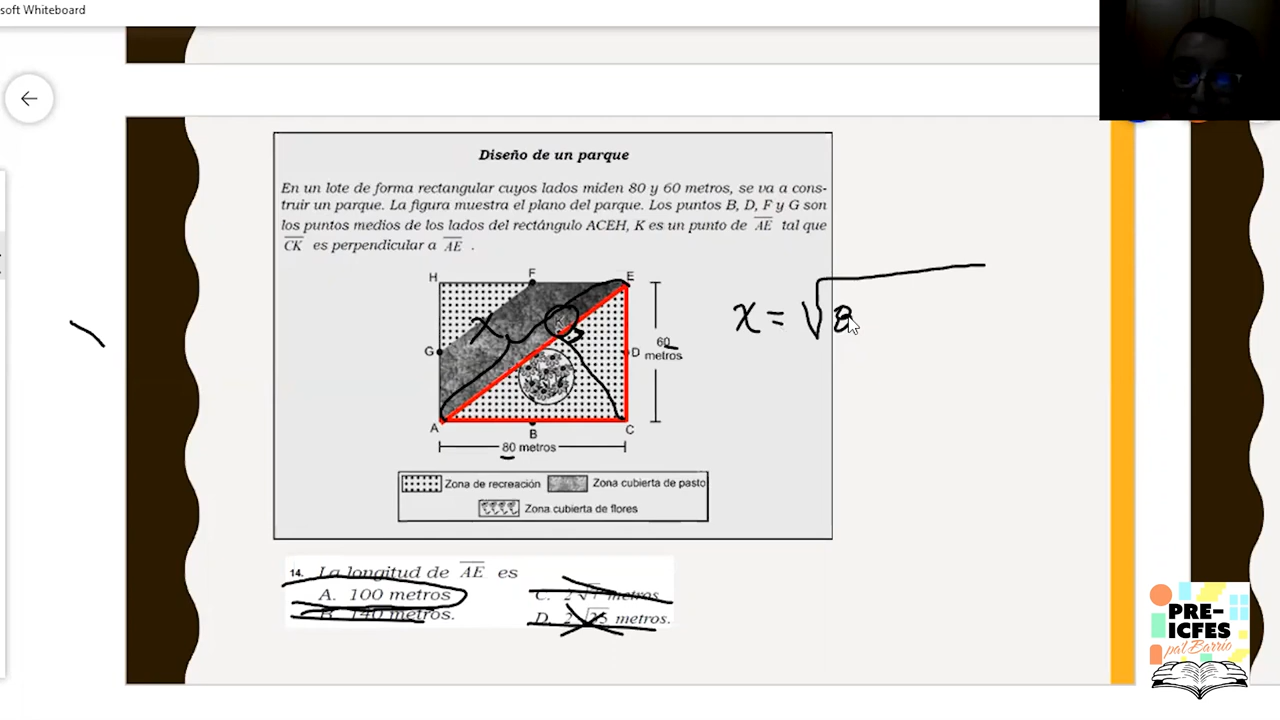 soft Whiteboard
Diseño de un parque
En un lote de forma rectangular cuyos lados miden 80 y 60 metros, se va a cons-
truir un parque. La figura muestra el plano del parque. Los puntos B, D, F y G son
los puntos medios de los lados del rectángulo ACEH, K es un punto de AE tal que
CK es perpendicular a AE .
H F E
x K
x = √8
60
G D metros
A B C
80 metros
Zona de recreación Zona cubierta de pasto
Zona cubierta de flores
14. La longitud de AE es
A. 100 metros C. 2√7 metros
B. 140 metros. D. 2√25 metros.
PRE-
ICFES
pal Barrio